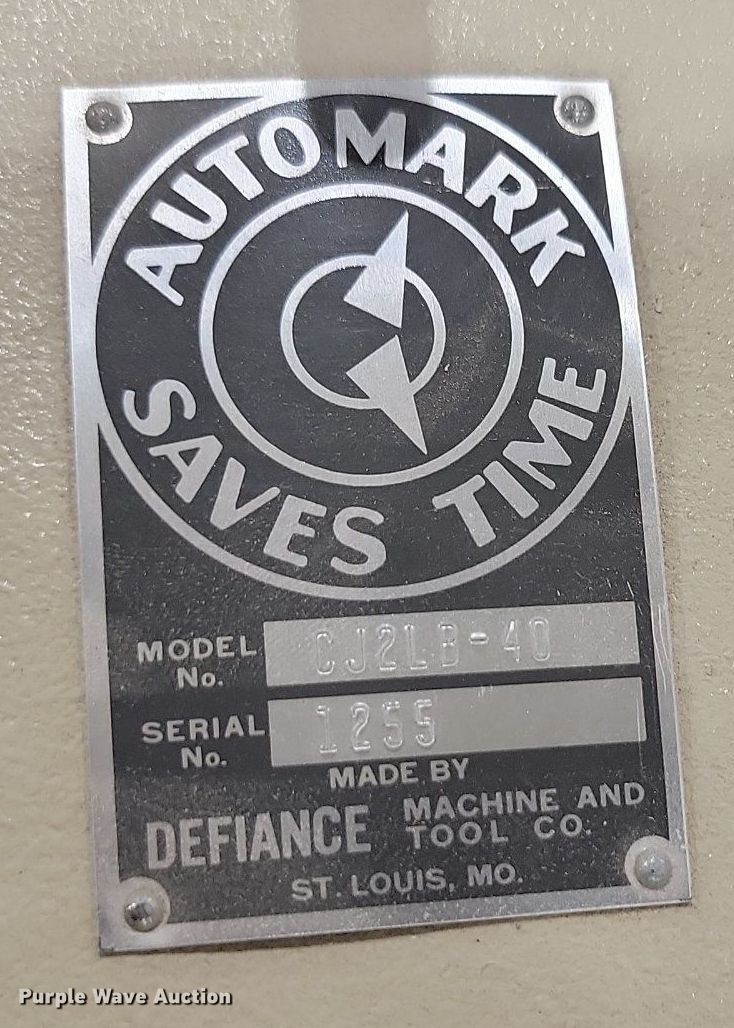 AUTOMARK
SAVES TIME
MODEL No. CJ2LB-40
SERIAL No. 1255
MADE BY
DEFIANCE MACHINE AND TOOL CO.
ST. LOUIS, MO.
Purple Wave Auction